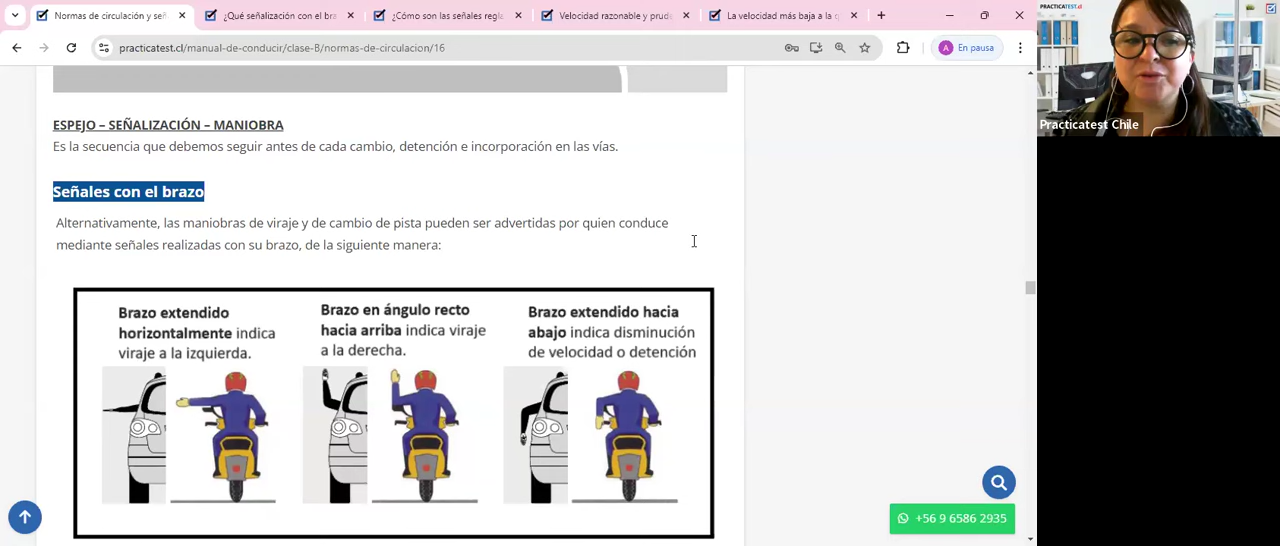 Normas de circulación y señ
¿Qué señalización con el bra
¿Cómo son las señales regla
Velocidad razonable y prude
La velocidad más baja a la q
practicatest.cl/manual-de-conducir/clase-B/normas-de-circulacion/16
A En pausa
PRACTICATEST.cl
Practicatest Chile
ESPEJO – SEÑALIZACIÓN – MANIOBRA
Es la secuencia que debemos seguir antes de cada cambio, detención e incorporación en las vías.
Señales con el brazo
Alternativamente, las maniobras de viraje y de cambio de pista pueden ser advertidas por quien conduce
mediante señales realizadas con su brazo, de la siguiente manera:
Brazo extendido
horizontalmente indica
viraje a la izquierda.
Brazo en ángulo recto
hacia arriba indica viraje
a la derecha.
Brazo extendido hacia
abajo indica disminución
de velocidad o detención
+56 9 6586 2935